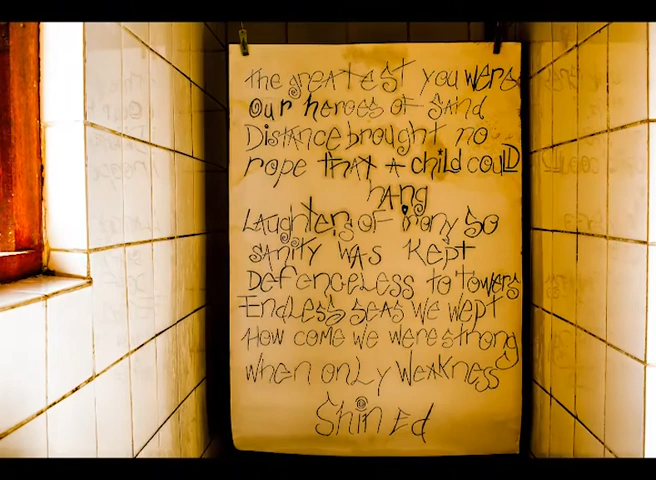 the greatest you were
Our heroes of Sand
Distance brought no
rope that a child coulD
hang
Laughters of irony So
sanity was kept
Defenceless to Towers
Endless seas we wept
How come we were strong
when only weakness
Shined